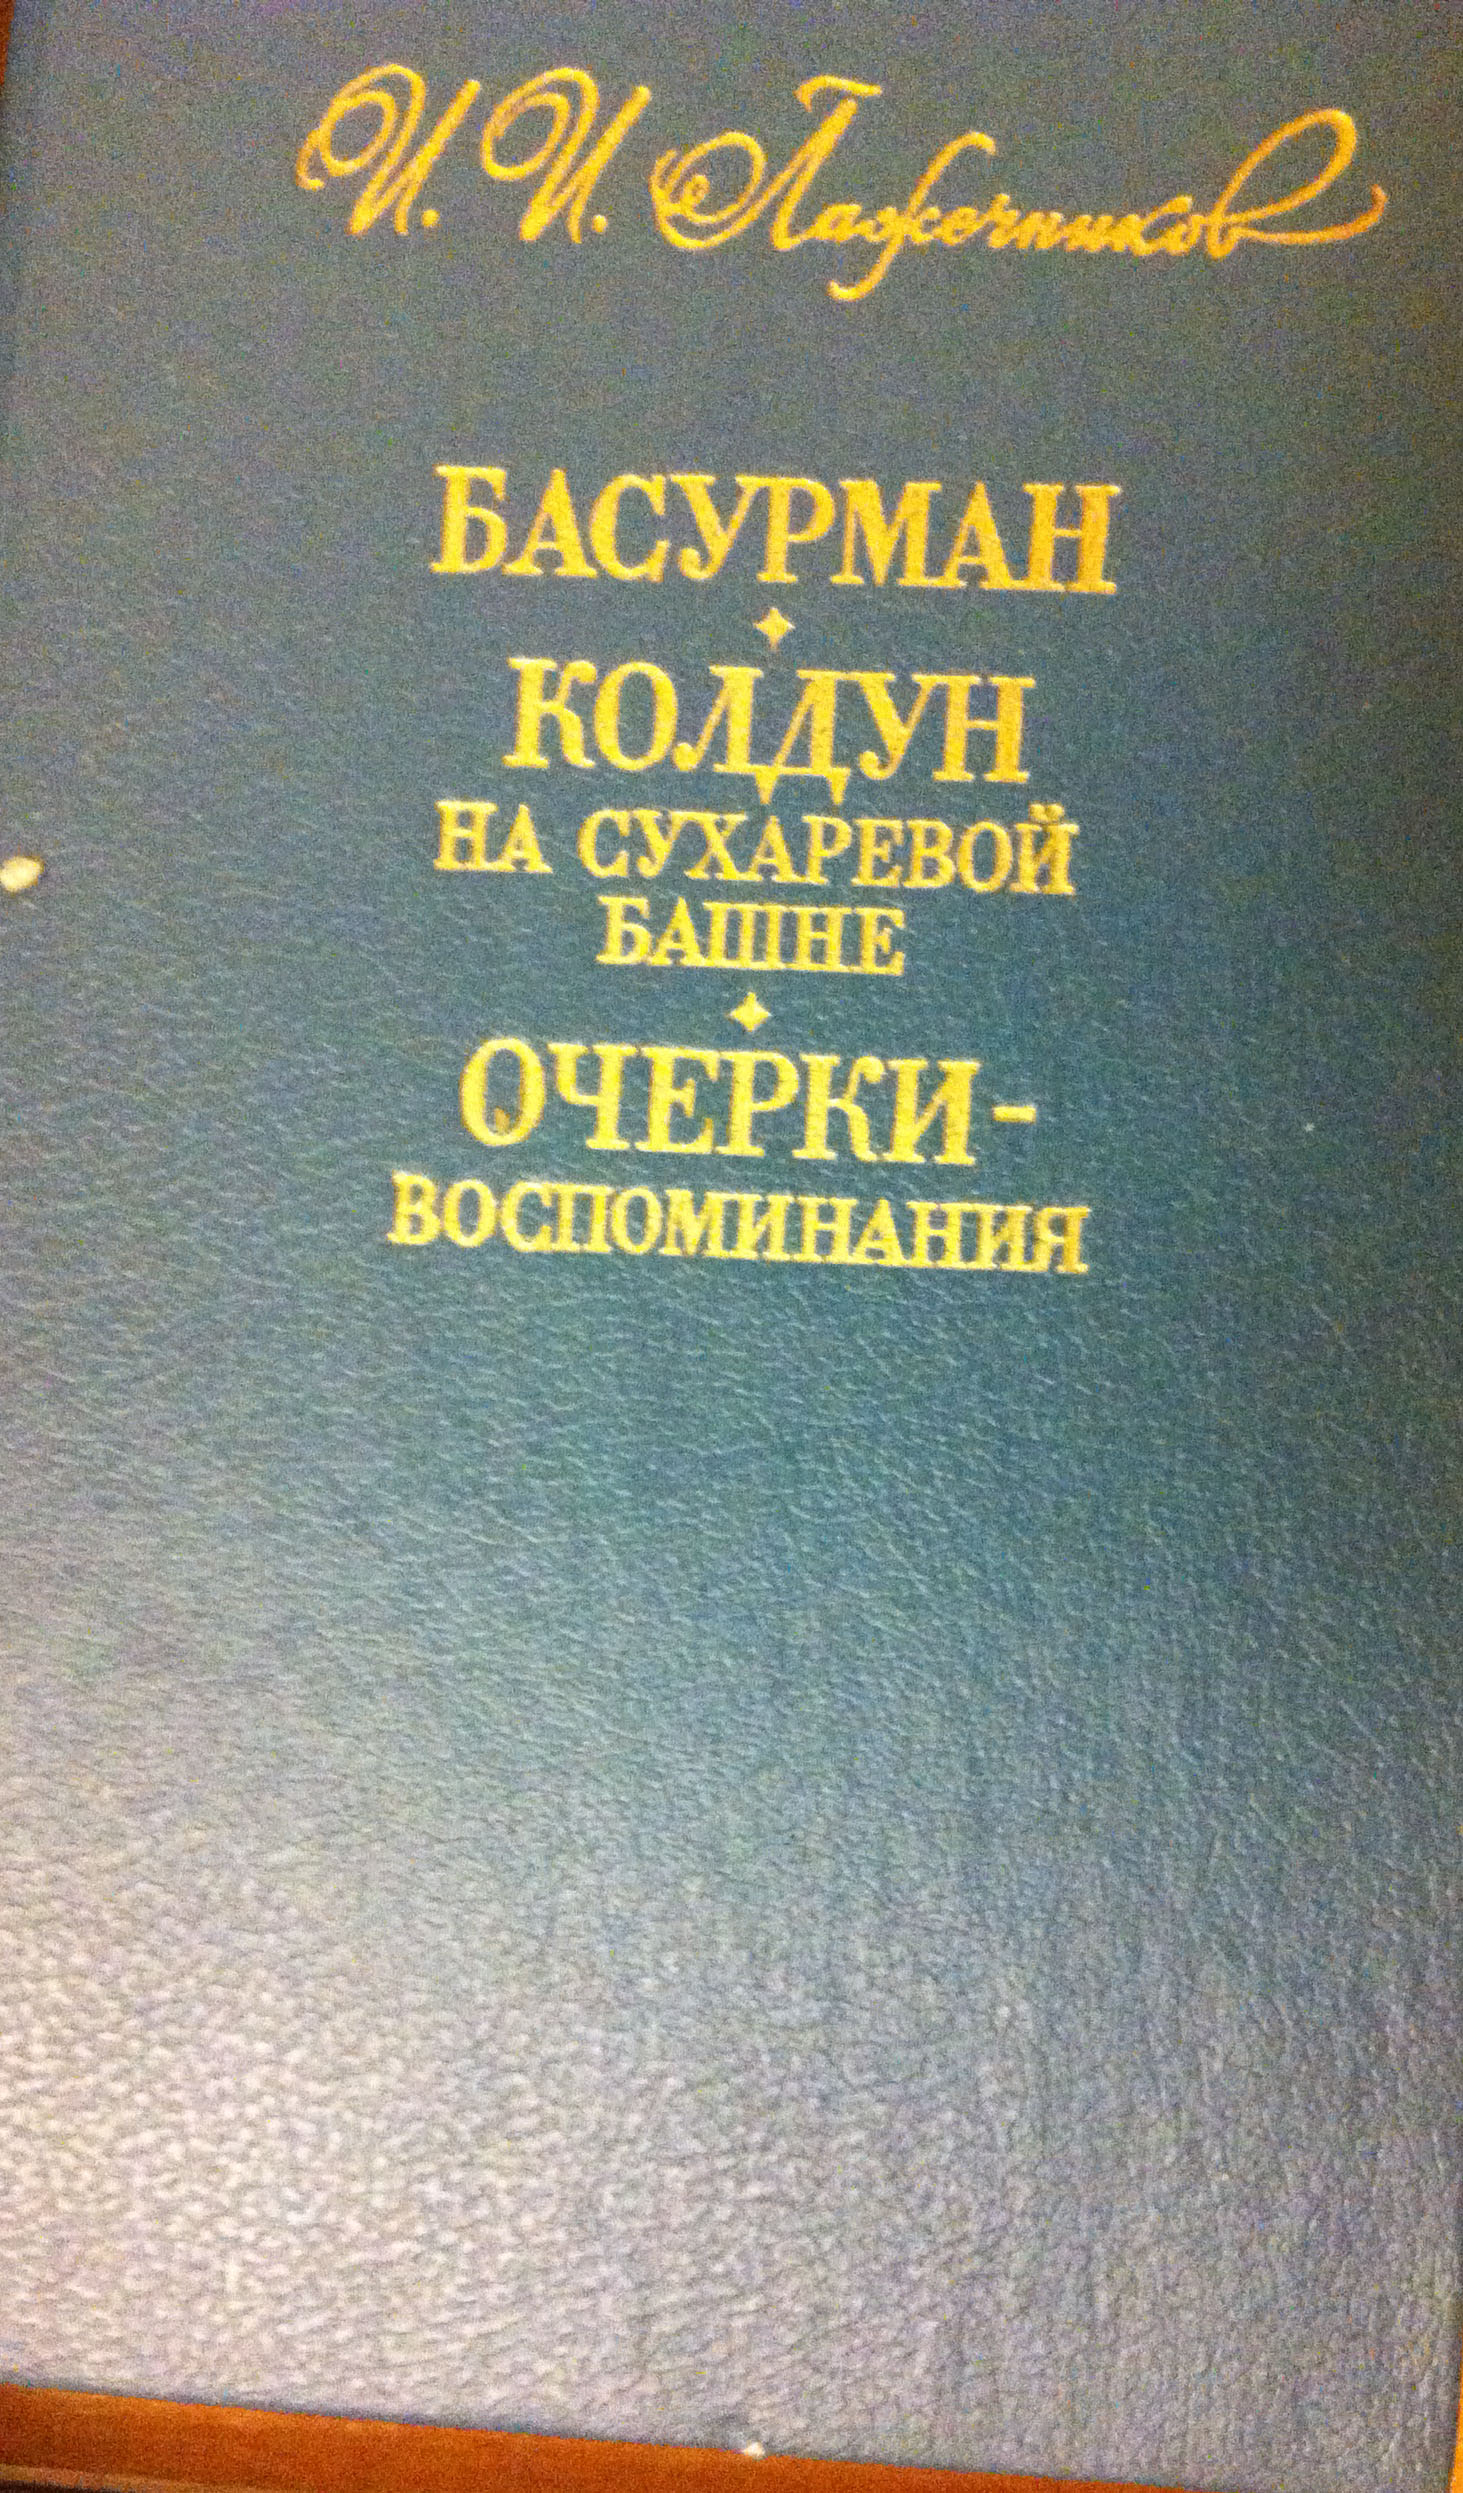 И. И. Лажечников
БАСУРМАН
КОЛДУН
НА СУХАРЕВОЙ
БАШНЕ
ОЧЕРКИ-
ВОСПОМИНАНИЯ